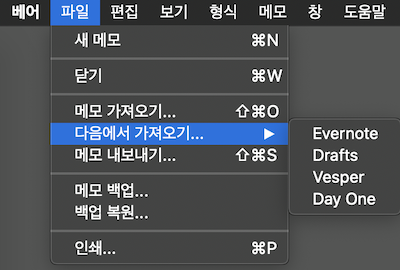 베어 파일 편집 보기 형식 메모 창 도움말
새 메모 ⌘N
닫기 ⌘W
메모 가져오기... ⇧⌘O
다음에서 가져오기... ▶
메모 내보내기... ⇧⌘S
메모 백업...
백업 복원...
인쇄... ⌘P
Evernote
Drafts
Vesper
Day One